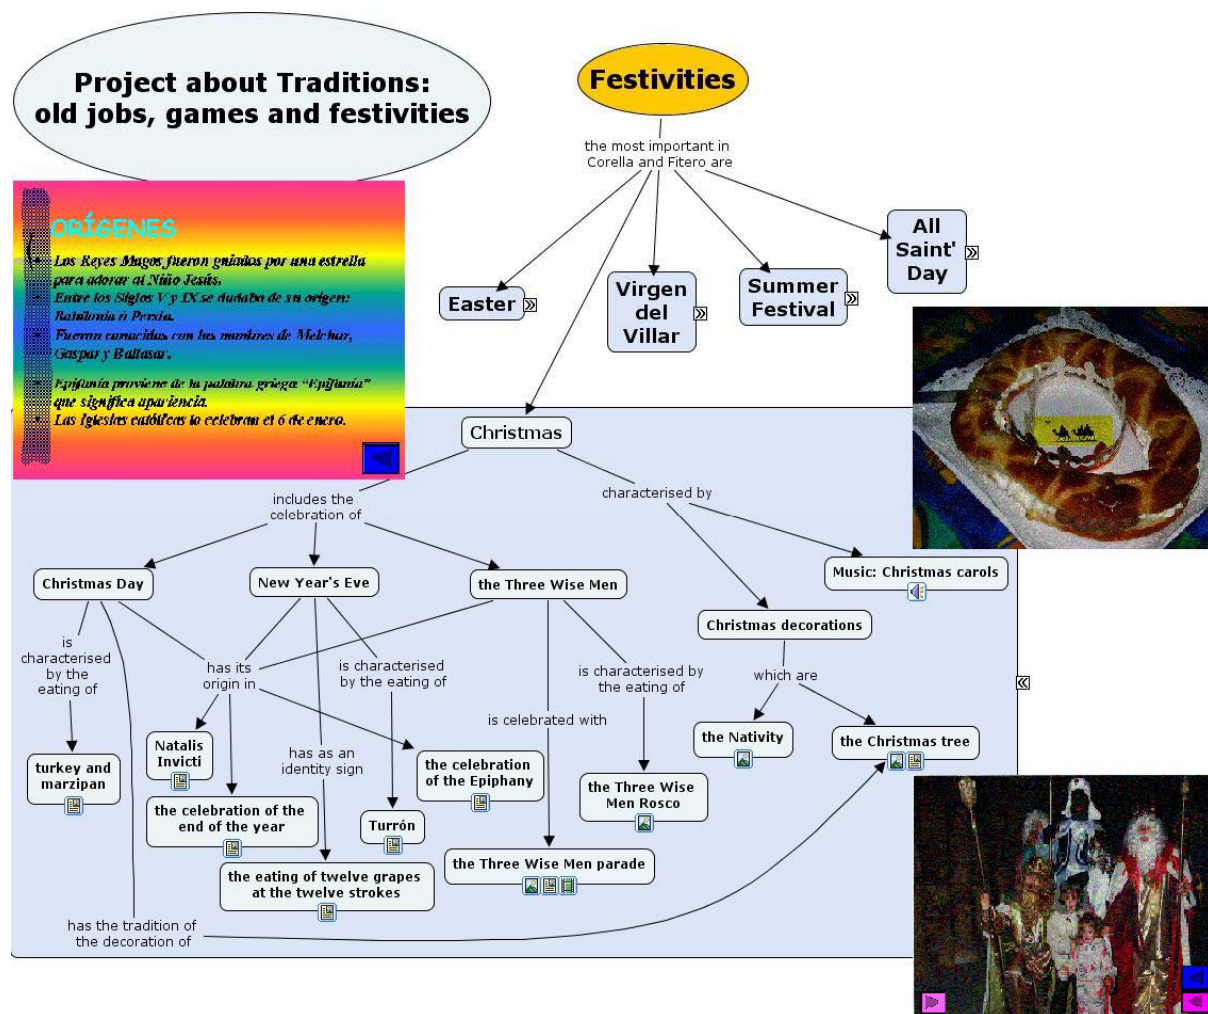 Project about Traditions:
old jobs, games and festivities
Festivities
the most important in
Corella and Fitero are
ORÍGENES
Los Reyes Magos fueron guiados por una estrella
para adorar al Niño Jesús.
Entre los Siglos V y IX se dudaba de su origen:
Babilonia ó Persia.
Fueron conocidos con los nombres de Melchor,
Gaspar y Baltasar.
Epifanía proviene de la palabra griega "Epifanía"
que significa apariencia.
Las iglesias católicas lo celebran el 6 de enero.
Easter
Virgen
del
Villar
Summer
Festival
All
Saint'
Day
Christmas
includes the
celebration of
characterised by
Christmas Day
New Year's Eve
the Three Wise Men
Music: Christmas carols
Christmas decorations
is
characterised
by the
eating of
has its
origin in
is characterised
by the eating of
is characterised by
the eating of
which are
is celebrated with
has as an
identity sign
turkey and
marzipan
Natalis
Invicti
the celebration
of the Epiphany
the Nativity
the Christmas tree
the celebration of the
end of the year
Turrón
the Three Wise
Men Rosco
the eating of twelve grapes
at the twelve strokes
the Three Wise Men parade
has the tradition of
the decoration of